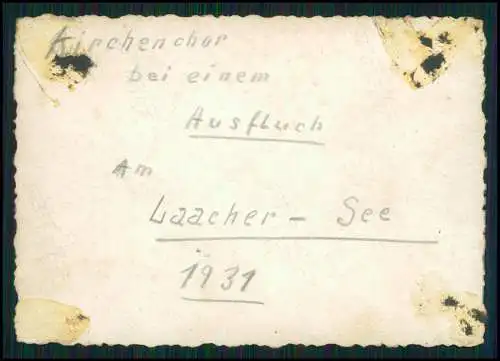 Kirchenchor
bei einem
Ausfluch
Am
Laacher - See
1931